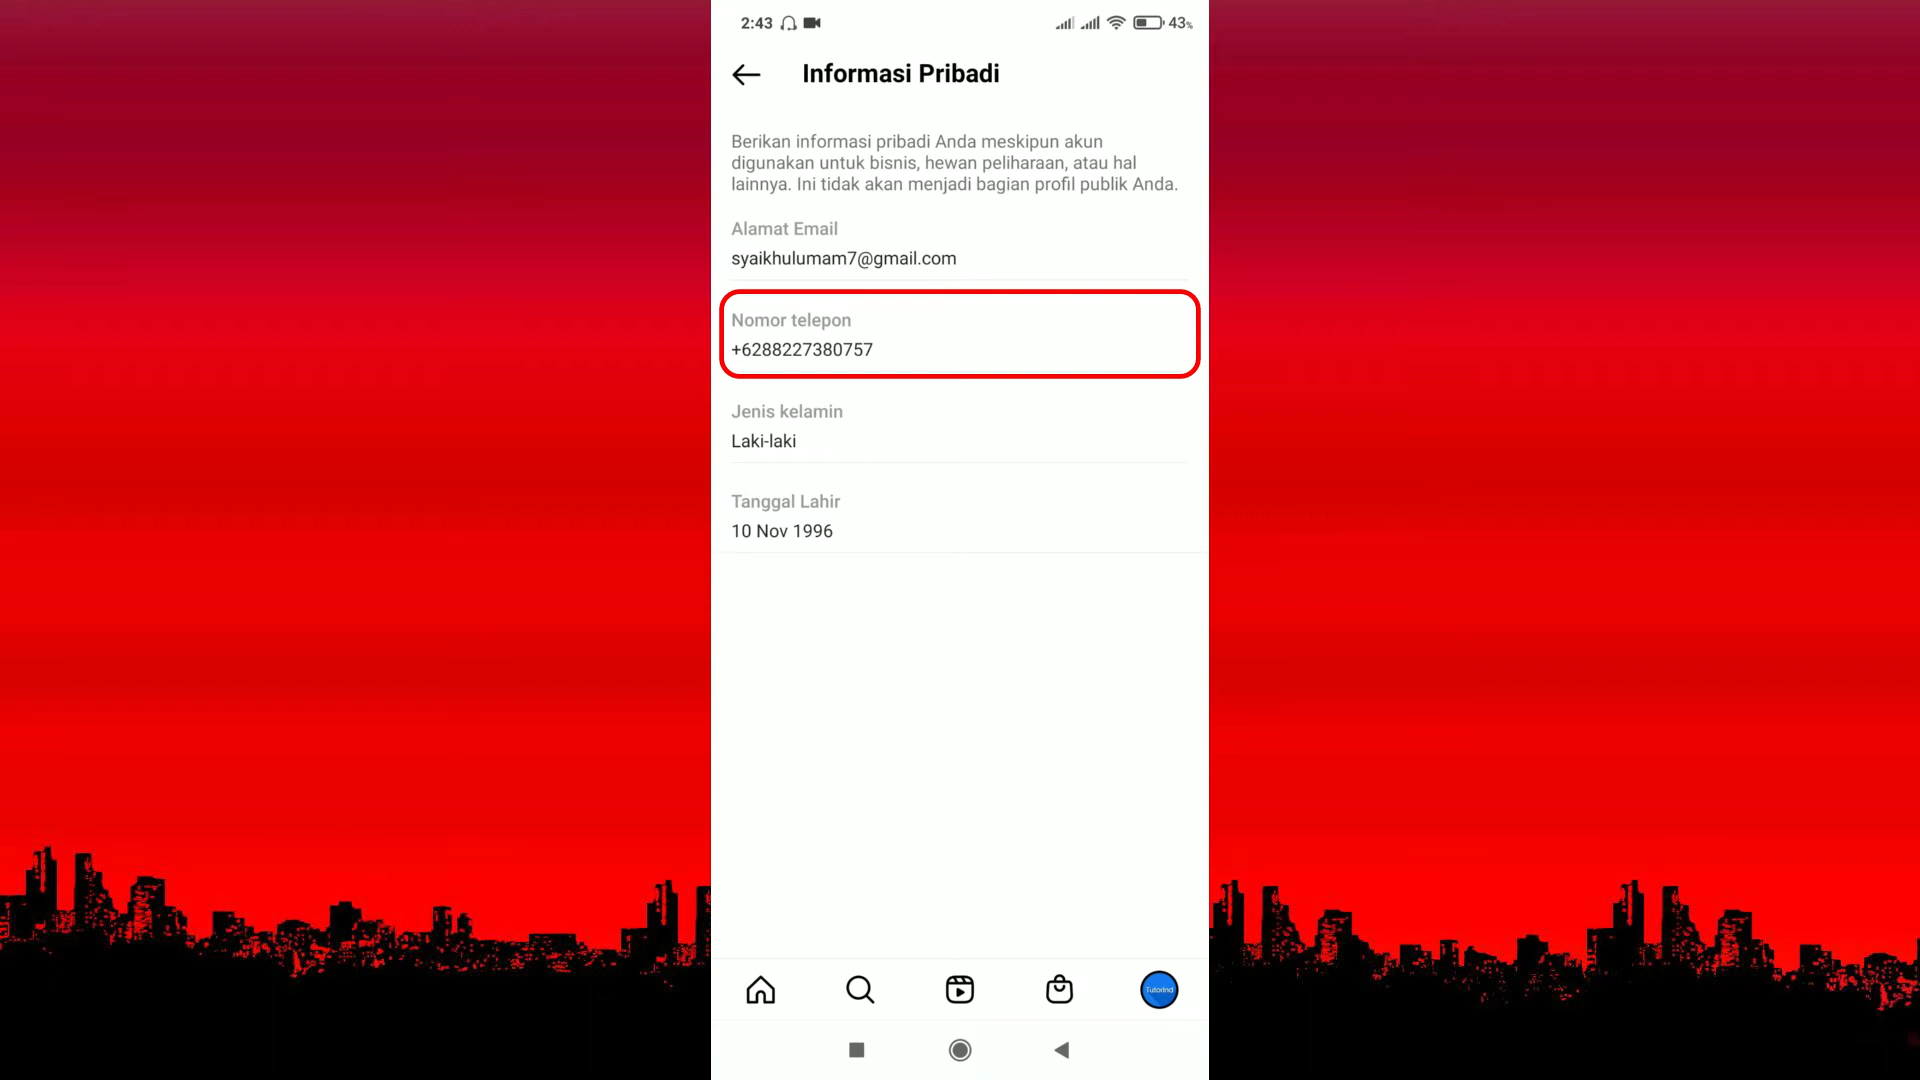 2:43
43%
Informasi Pribadi
Berikan informasi pribadi Anda meskipun akun
digunakan untuk bisnis, hewan peliharaan, atau hal
lainnya. Ini tidak akan menjadi bagian profil publik Anda.
Alamat Email
syaikhulumam7@gmail.com
Nomor telepon
+6288227380757
Jenis kelamin
Laki-laki
Tanggal Lahir
10 Nov 1996
TutorInd